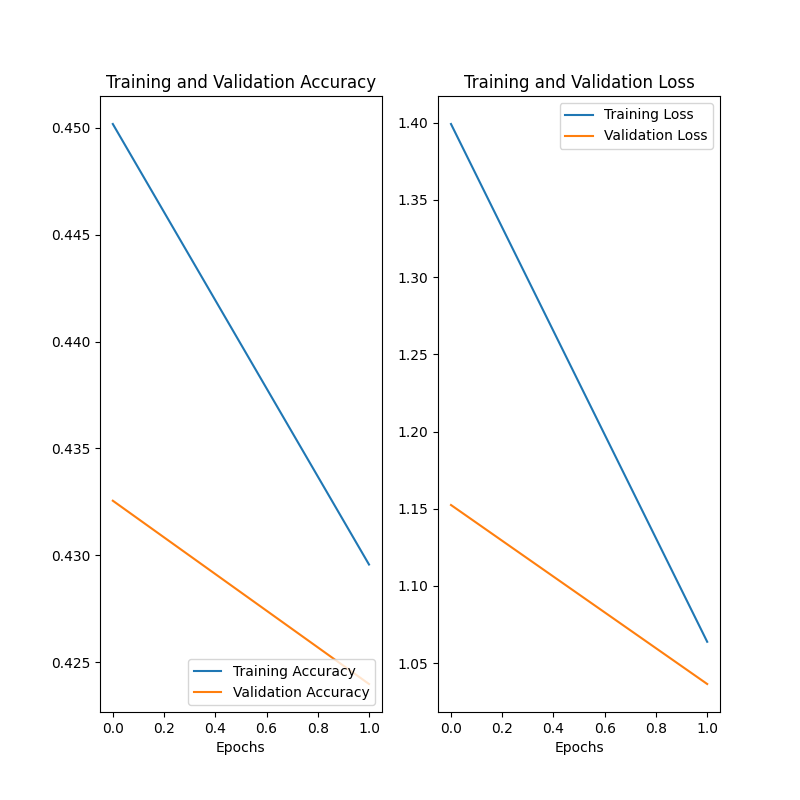 Training and Validation Accuracy
0.450
0.445
0.440
0.435
0.430
0.425
Training Accuracy
Validation Accuracy
0.0 0.2 0.4 0.6 0.8 1.0
Epochs
Training and Validation Loss
Training Loss
Validation Loss
1.40
1.35
1.30
1.25
1.20
1.15
1.10
1.05
0.0 0.2 0.4 0.6 0.8 1.0
Epochs